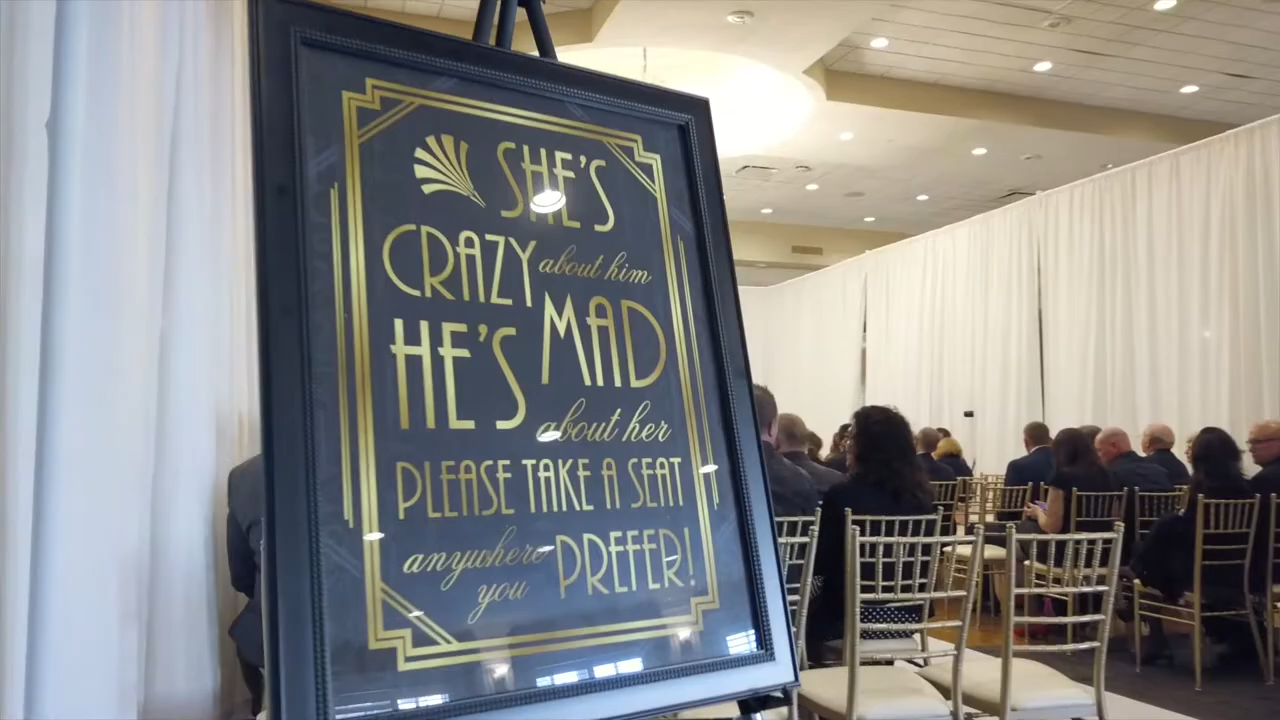 SHE'S
CRAZY about him
HE'S MAD
about her
PLEASE TAKE A SEAT
anywhere you PREFER!